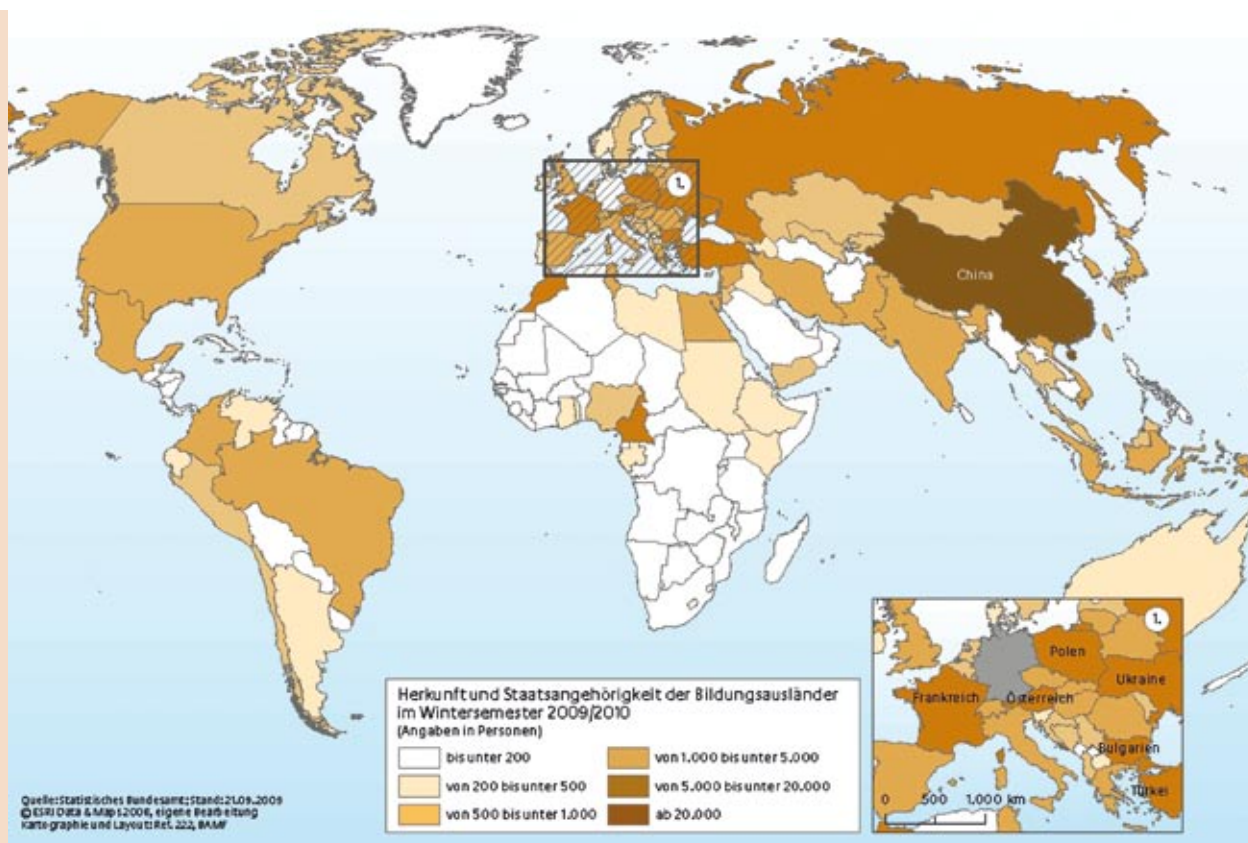 1.
China
Herkunft und Staatsangehörigkeit der Bildungsausländer
im Wintersemester 2009/2010
(Angaben in Personen)
bis unter 200
von 200 bis unter 500
von 500 bis unter 1.000
von 1.000 bis unter 5.000
von 5.000 bis unter 20.000
ab 20.000
Quelle: Statistisches Bundesamt; Stand: 21.09.2009
© ESRI Data & Maps 2006, eigene Bearbeitung
Kartographie und Layout: Ref. 222, BAMF
1.
Polen
Ukraine
Frankreich
Österreich
Bulgarien
Türkei
0 500 1.000 km